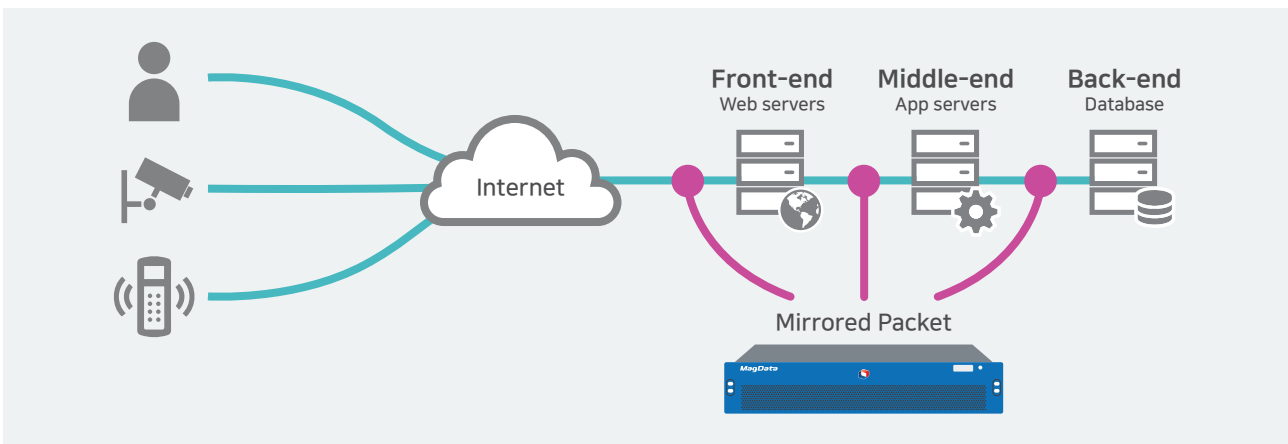 Front-end
Web servers
Middle-end
App servers
Back-end
Database
Internet
Mirrored Packet
MagData